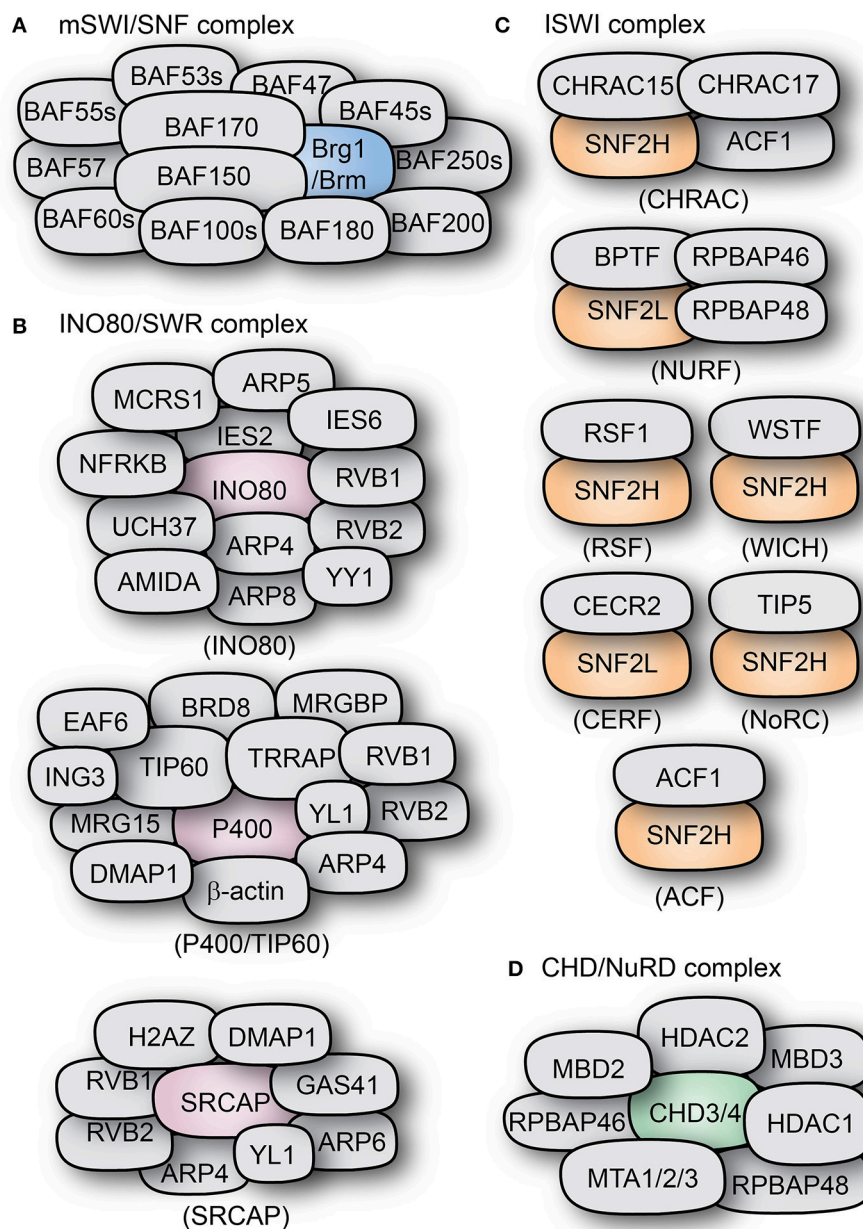 A mSWI/SNF complex
BAF53s
BAF47
BAF55s
BAF45s
BAF170
Brg1
/Brm
BAF57
BAF250s
BAF150
BAF60s
BAF100s
BAF180
BAF200
B INO80/SWR complex
ARP5
MCRS1
IES6
IES2
NFRKB
INO80
RVB1
UCH37
ARP4
RVB2
AMIDA
ARP8
YY1
(INO80)
BRD8
MRGBP
EAF6
TIP60
TRRAP
RVB1
ING3
MRG15
P400
YL1
RVB2
DMAP1
β-actin
ARP4
(P400/TIP60)
H2AZ
DMAP1
RVB1
SRCAP
GAS41
RVB2
ARP4
YL1
ARP6
(SRCAP)
C ISWI complex
CHRAC15
CHRAC17
SNF2H
ACF1
(CHRAC)
BPTF
RPBAP46
SNF2L
RPBAP48
(NURF)
RSF1
WSTF
SNF2H
SNF2H
(RSF)
(WICH)
CECR2
TIP5
SNF2L
SNF2H
(CERF)
(NoRC)
ACF1
SNF2H
(ACF)
D CHD/NuRD complex
HDAC2
MBD2
MBD3
RPBAP46
CHD3/4
HDAC1
MTA1/2/3
RPBAP48